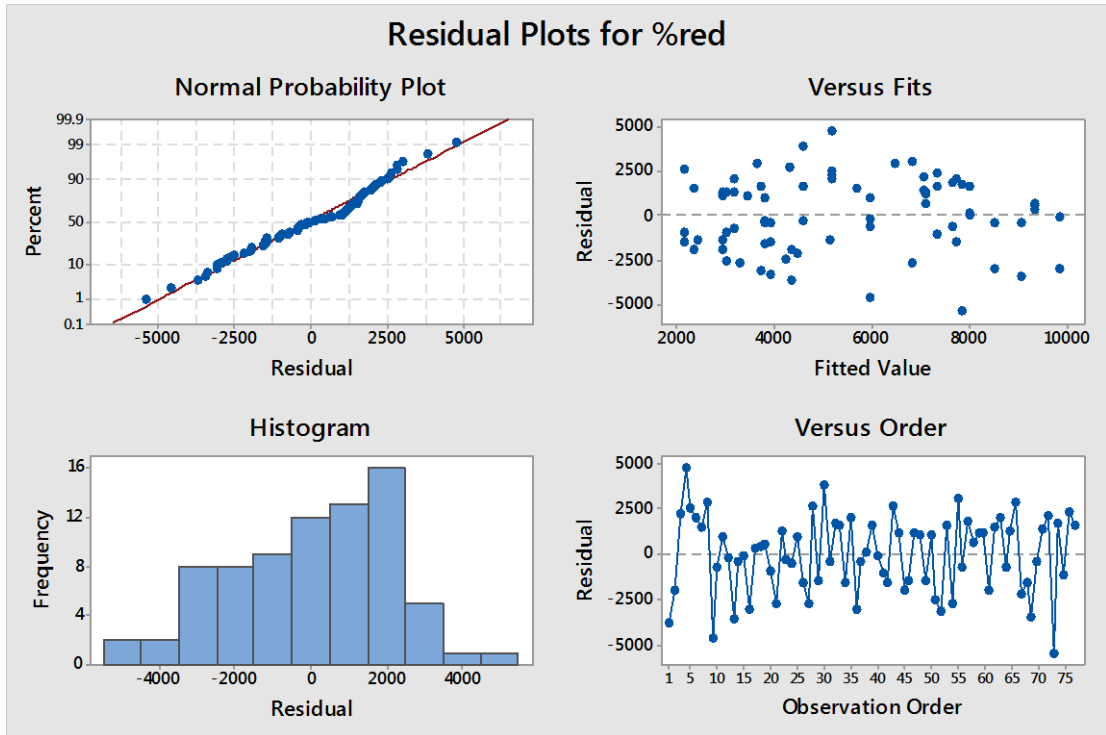 Residual Plots for %red
Normal Probability Plot
99.9
99
90
50
10
1
0.1
Percent
-5000 -2500 0 2500 5000
Residual
Versus Fits
5000
2500
0
-2500
-5000
Residual
2000 4000 6000 8000 10000
Fitted Value
Histogram
16
12
8
4
0
Frequency
-4000 -2000 0 2000 4000
Residual
Versus Order
5000
2500
0
-2500
-5000
Residual
1 5 10 15 20 25 30 35 40 45 50 55 60 65 70 75
Observation Order